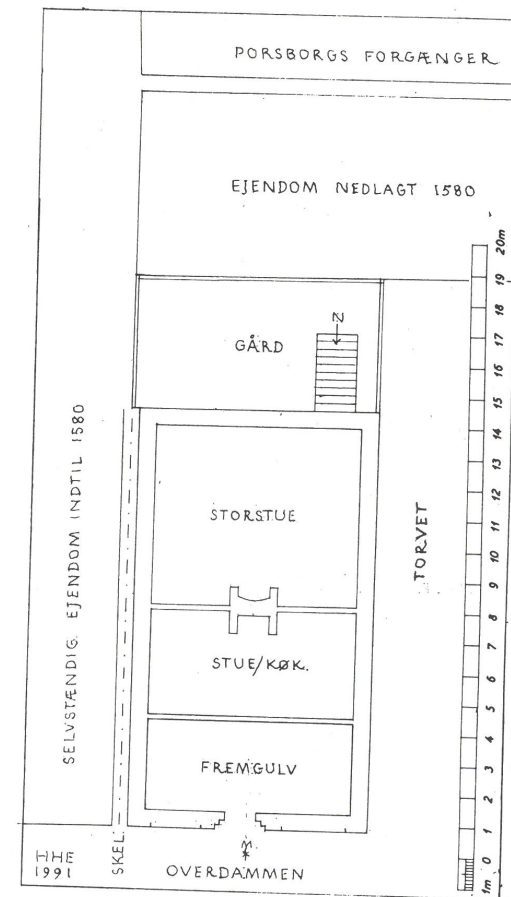 PORSBORGS FORGÆNGER
EJENDOM NEDLAGT 1580
GÅRD
N
STORSTUE
STUE/KØK.
FREMGULV
OVERDAMMEN
SELVSTÆNDIG EJENDOM INDTIL 1580
SKEL
HHE
1991
TORVET
1m 0 1 2 3 4 5 6 7 8 9 10 11 12 13 14 15 16 17 18 19 20m